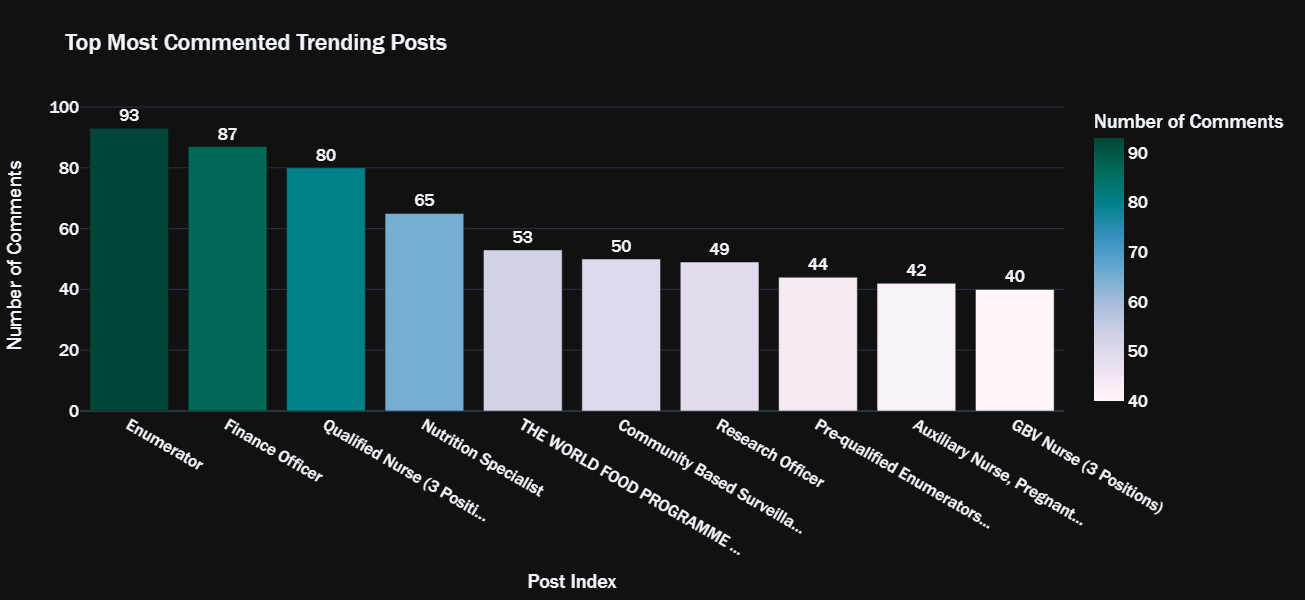 Top Most Commented Trending Posts
Number of Comments
100
80
60
40
20
0
93
87
80
65
53
50
49
44
42
40
Enumerator
Finance Officer
Qualified Nurse (3 Positi...
Nutrition Specialist
THE WORLD FOOD PROGRAMME ...
Community Based Surveilla...
Research Officer
Pre-qualified Enumerators...
Auxiliary Nurse, Pregnant...
GBV Nurse (3 Positions)
Post Index
Number of Comments
90
80
70
60
50
40